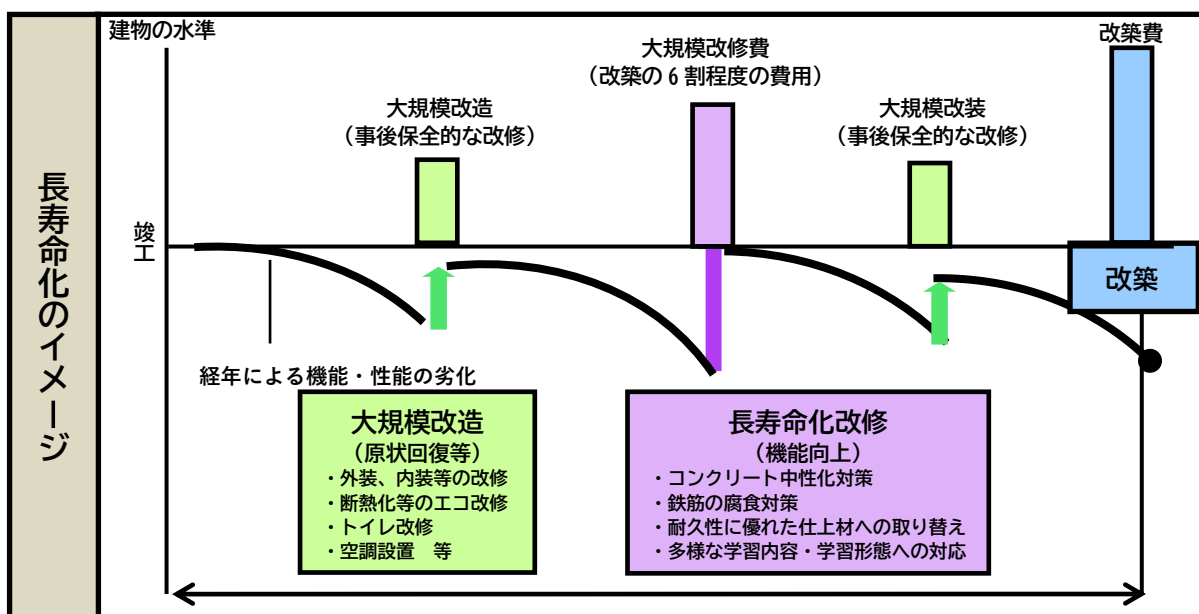 長寿命化のイメージ
建物の水準
竣工
大規模改造
（事後保全的な改修）
大規模改修費
（改築の６割程度の費用）
大規模改装
（事後保全的な改修）
改築費
改築
経年による機能・性能の劣化
大規模改造
（原状回復等）
・外装、内装等の改修
・断熱化等のエコ改修
・トイレ改修
・空調設置　等
長寿命化改修
（機能向上）
・コンクリート中性化対策
・鉄筋の腐食対策
・耐久性に優れた仕上材への取り替え
・多様な学習内容・学習形態への対応